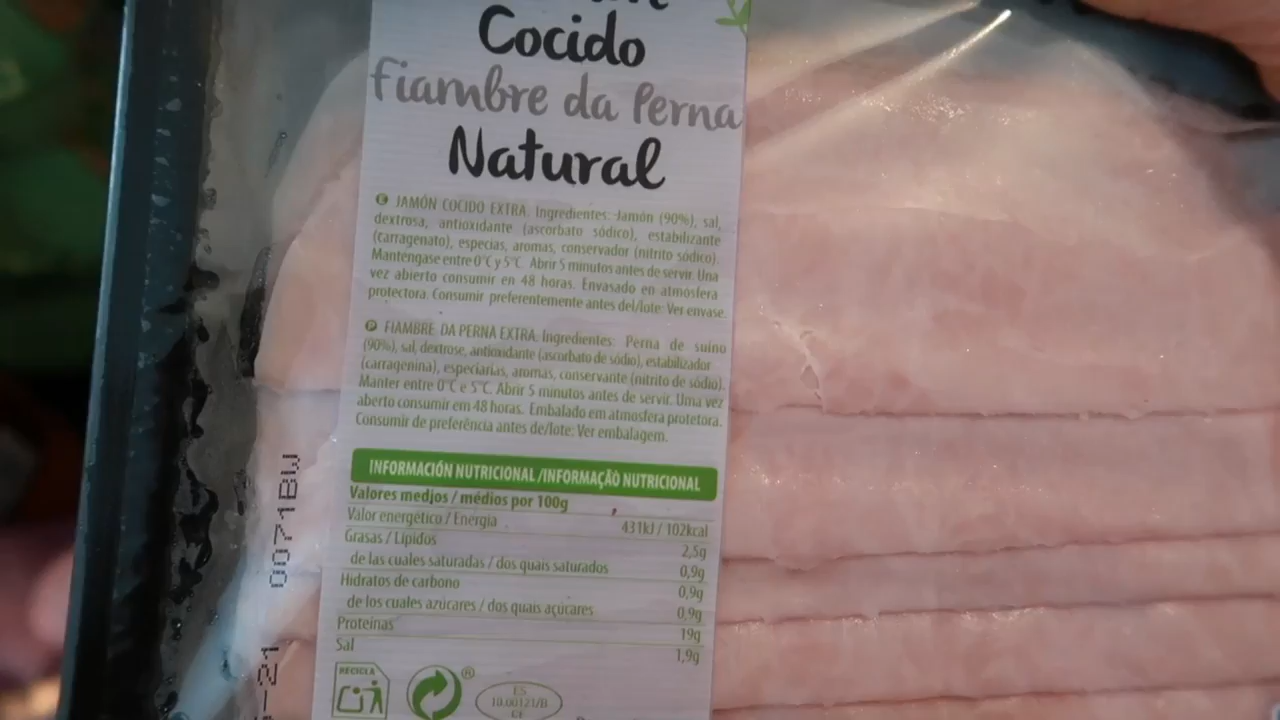 Cocido
Fiambre da Perna
Natural
E JAMÓN COCIDO EXTRA. Ingredientes: Jamón (90%), sal,
dextrosa, antioxidante (ascorbato sódico), estabilizante
(carragenato), especias, aromas, conservador (nitrito sódico).
Manténgase entre 0°C y 5°C. Abrir 5 minutos antes de servir. Una
vez abierto consumir en 48 horas. Envasado en atmósfera
protectora. Consumir preferentemente antes del/lote: Ver envase.
P FIAMBRE DA PERNA EXTRA. Ingredientes: Perna de suíno
(90%), sal, dextrose, antioxidante (ascorbato de sódio), estabilizador
(carragenina), especiarias, aromas, conservante (nitrito de sódio).
Manter entre 0°C e 5°C. Abrir 5 minutos antes de servir. Uma vez
aberto consumir em 48 horas. Embalado em atmosfera protetora.
Consumir de preferência antes de/lote: Ver embalagem.
INFORMACIÓN NUTRICIONAL /INFORMAÇÃO NUTRICIONAL
Valores medios / médios por 100g
Valor energético / Energia 431kJ / 102kcal
Grasas / Lípidos 2,5g
de las cuales saturadas / dos quais saturados 0,9g
Hidratos de carbono 0,9g
de los cuales azúcares / dos quais açúcares 0,9g
Proteínas 19g
Sal 1,9g
RECICLA
®
ES
10.00121/B
CE
0071BW
-21